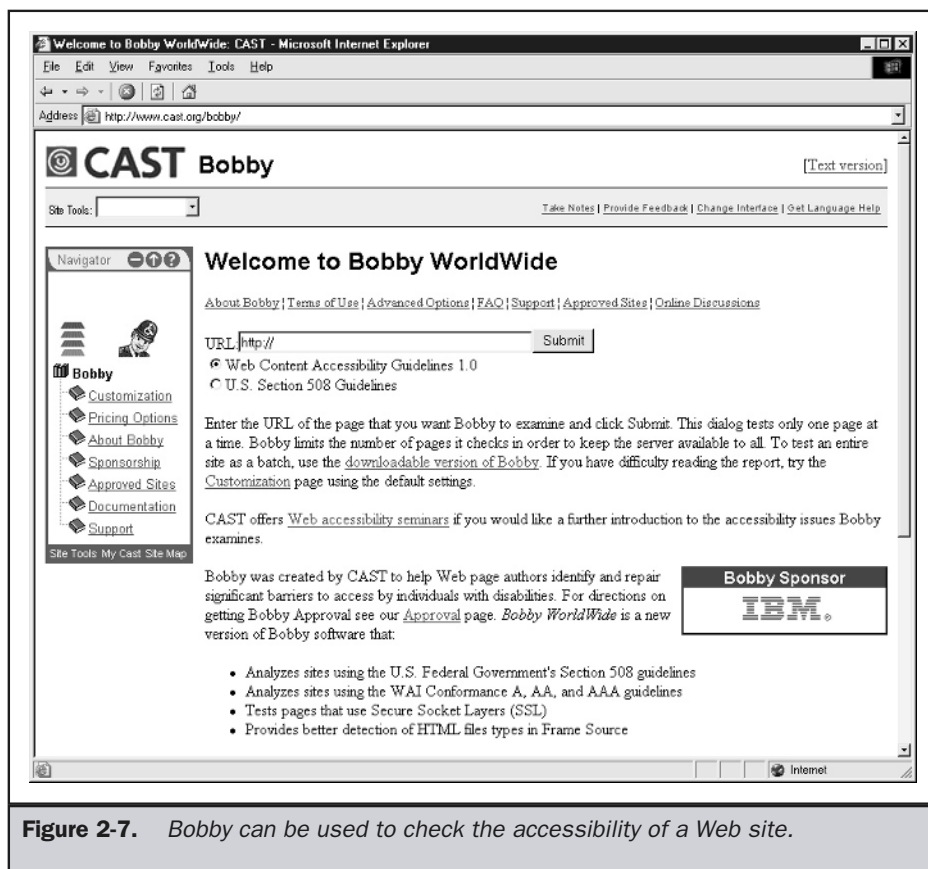 Welcome to Bobby WorldWide: CAST - Microsoft Internet Explorer
File Edit View Favorites Tools Help
Address http://www.cast.org/bobby/
CAST Bobby
[Text version]
Site Tools:
Take Notes | Provide Feedback | Change Interface | Get Language Help
Navigator
Welcome to Bobby WorldWide
About Bobby ¦ Terms of Use ¦ Advanced Options ¦ FAQ ¦ Support ¦ Approved Sites ¦ Online Discussions
URL: http:// Submit
Web Content Accessibility Guidelines 1.0
U.S. Section 508 Guidelines
Bobby
Customization
Pricing Options
About Bobby
Sponsorship
Approved Sites
Documentation
Support
Site Tools My Cast Site Map
Enter the URL of the page that you want Bobby to examine and click Submit. This dialog tests only one page at
a time. Bobby limits the number of pages it checks in order to keep the server available to all. To test an entire
site as a batch, use the downloadable version of Bobby. If you have difficulty reading the report, try the
Customization page using the default settings.
CAST offers Web accessibility seminars if you would like a further introduction to the accessibility issues Bobby
examines.
Bobby was created by CAST to help Web page authors identify and repair
significant barriers to access by individuals with disabilities. For directions on
getting Bobby Approval see our Approval page. Bobby WorldWide is a new
version of Bobby software that:
Bobby Sponsor
IBM®
• Analyzes sites using the U.S. Federal Government's Section 508 guidelines
• Analyzes sites using the WAI Conformance A, AA, and AAA guidelines
• Tests pages that use Secure Socket Layers (SSL)
• Provides better detection of HTML files types in Frame Source
Internet
Figure 2-7. Bobby can be used to check the accessibility of a Web site.